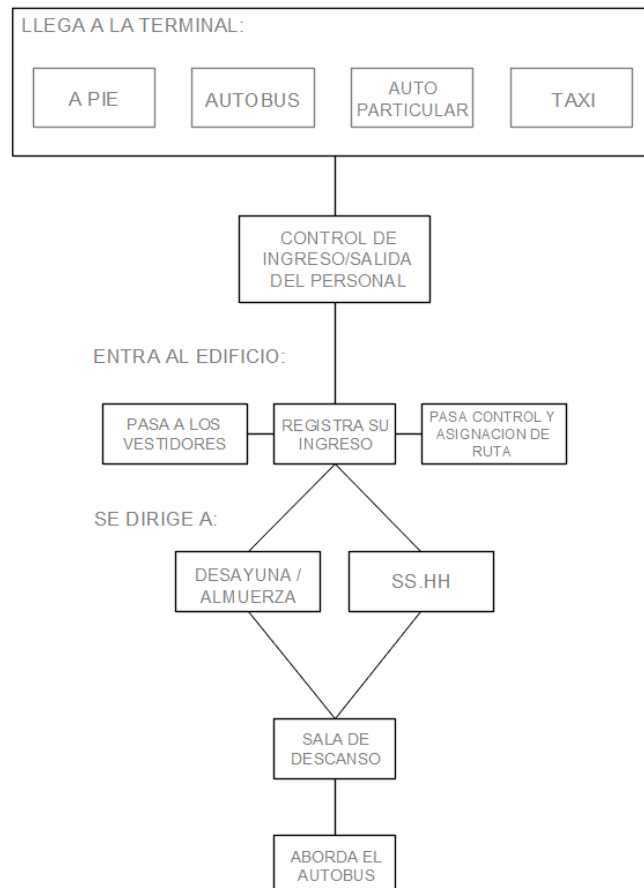 LLEGA A LA TERMINAL:
A PIE
AUTOBUS
AUTO
PARTICULAR
TAXI
CONTROL DE
INGRESO/SALIDA
DEL PERSONAL
ENTRA AL EDIFICIO:
PASA A LOS
VESTIDORES
REGISTRA SU
INGRESO
PASA CONTROL Y
ASIGNACION DE
RUTA
SE DIRIGE A:
DESAYUNA /
ALMUERZA
SS.HH
SALA DE
DESCANSO
ABORDA EL
AUTOBUS